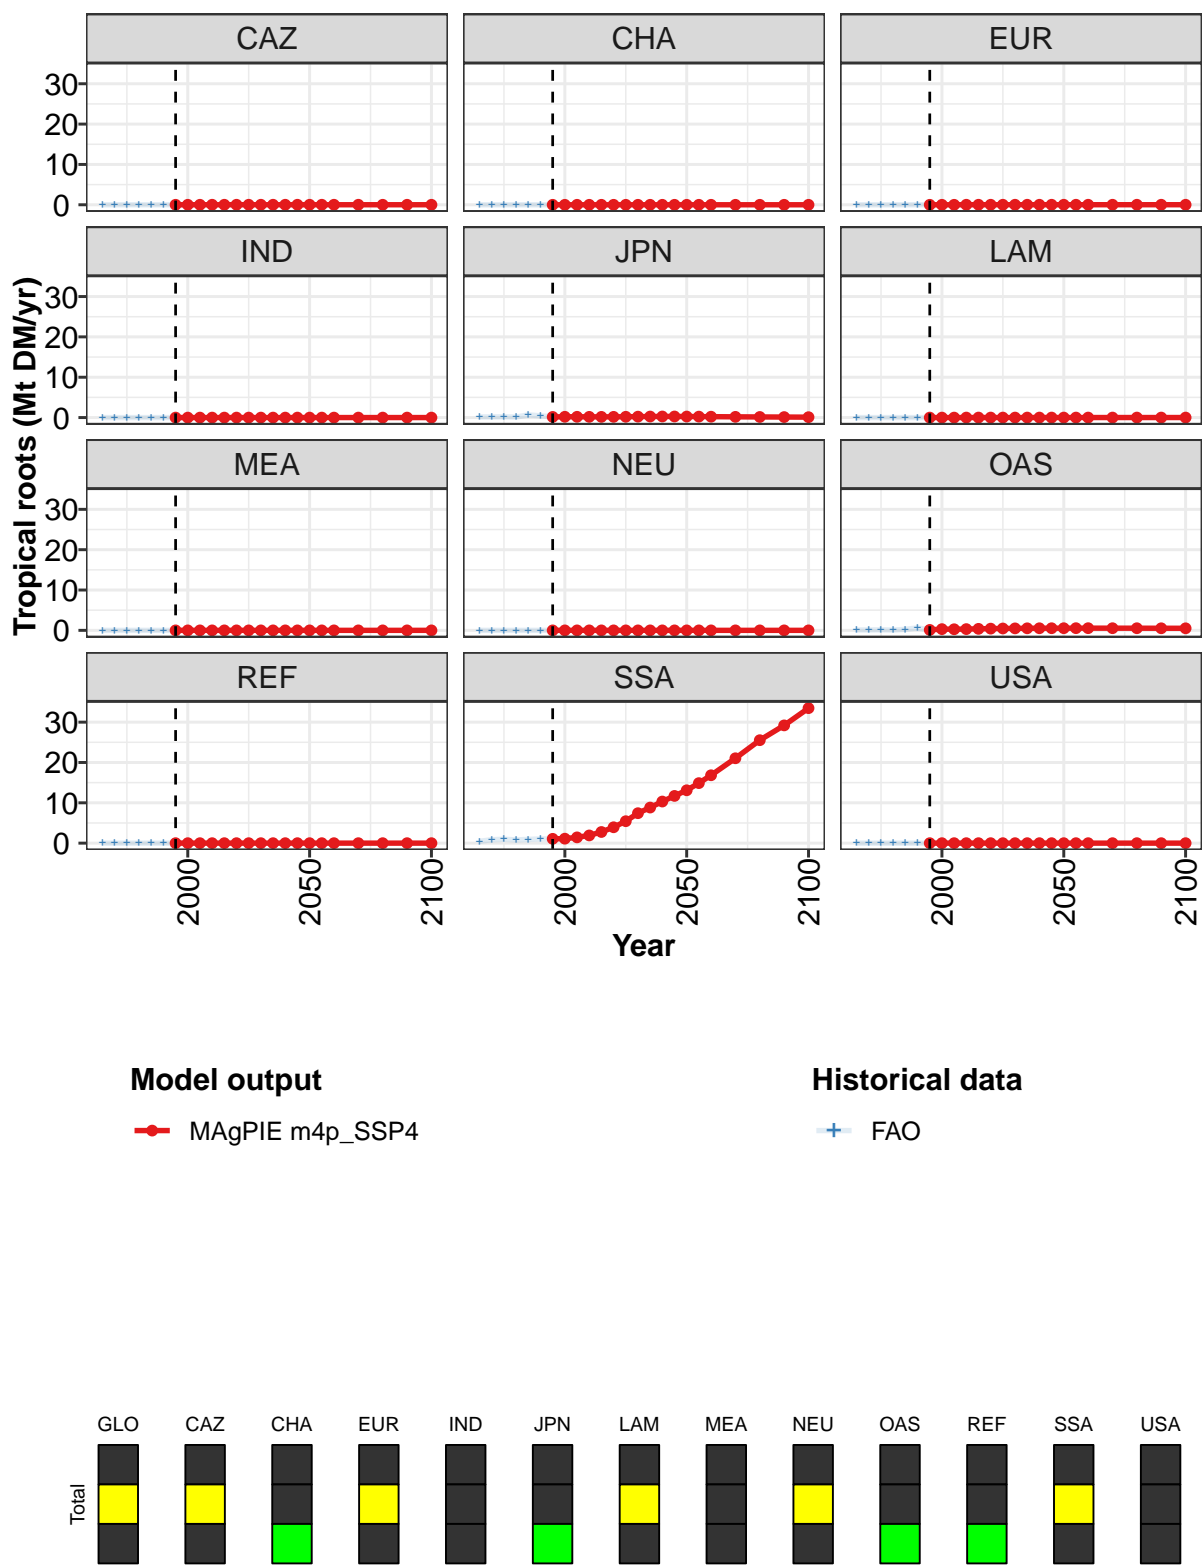 CAZ CHA EUR
30
20
10
0
IND JPN LAM
30
20
10
0
MEA NEU OAS
30
20
10
0
REF SSA USA
30
20
10
0
Tropical roots (Mt DM/yr)
2000 2050 2100 2000 2050 2100 2000 2050 2100
Year
Model output Historical data
MAgPIE m4p_SSP4 FAO
GLO CAZ CHA EUR IND JPN LAM MEA NEU OAS REF SSA USA
Total